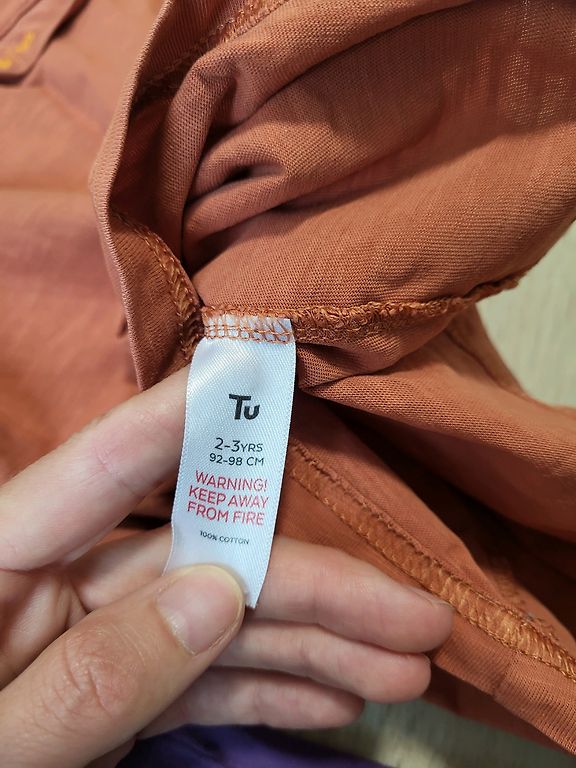 Tu
2-3YRS
92-98 CM
WARNING!
KEEP AWAY
FROM FIRE
100% COTTON